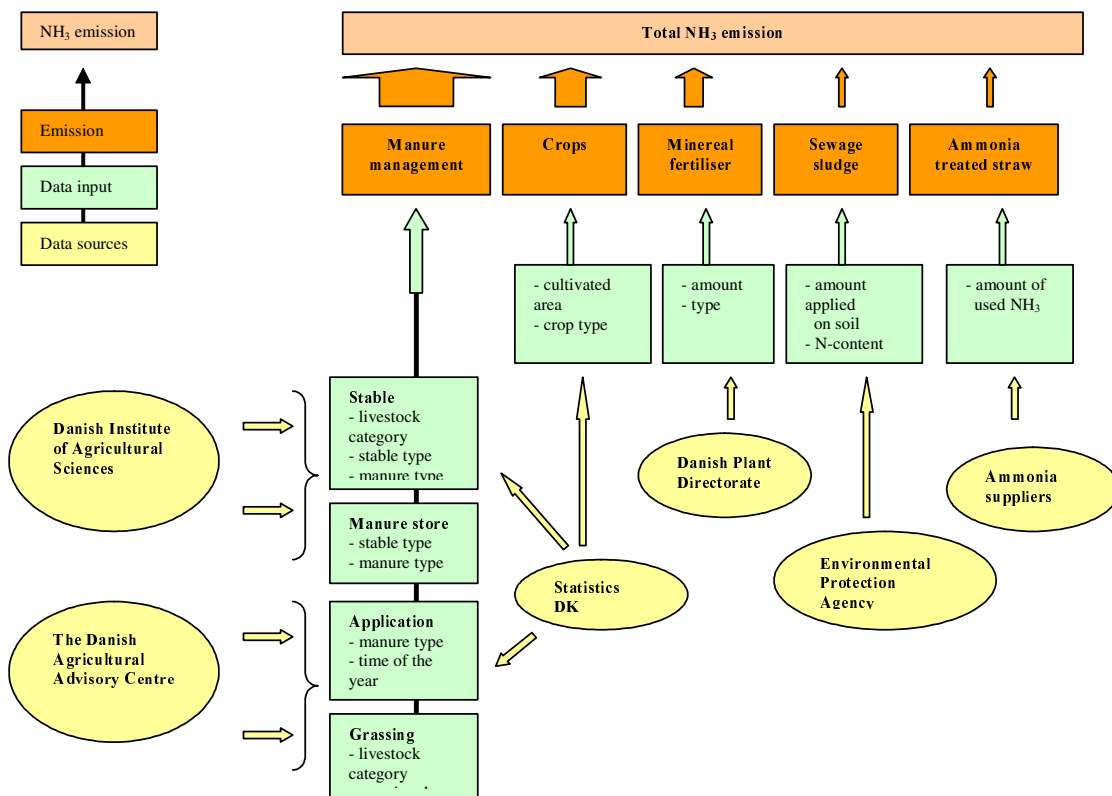 NH₃ emission
Emission
Data input
Data sources
Total NH₃ emission
Manure
management
Crops
Minereal
fertiliser
Sewage
sludge
Ammonia
treated straw
- cultivated
area
- crop type
- amount
- type
- amount
applied
on soil
- N-content
- amount of
used NH₃
Stable
- livestock
category
- stable type
- manure type
Manure store
- stable type
- manure type
Application
- manure type
- time of the
year
Grassing
- livestock
category
Danish Institute
of Agricultural
Sciences
The Danish
Agricultural
Advisory Centre
Statistics
DK
Danish Plant
Directorate
Environmental
Protection
Agency
Ammonia
suppliers